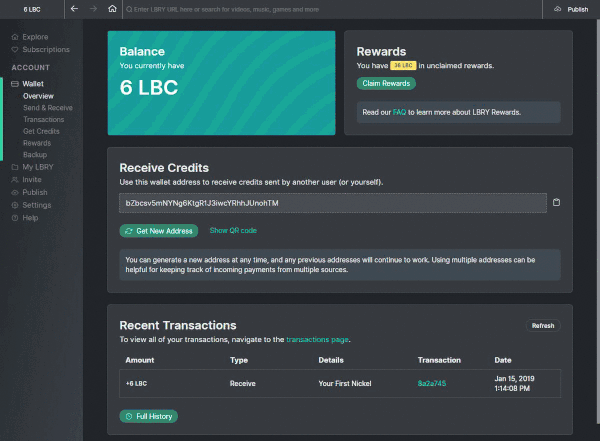 6 LBC
Enter LBRY URL here or search for videos, music, games and more
Publish
Explore
Subscriptions
ACCOUNT
Wallet
Overview
Send & Receive
Transactions
Get Credits
Rewards
Backup
My LBRY
Invite
Publish
Settings
Help
Balance
You currently have
6 LBC
Rewards
You have 36 LBC in unclaimed rewards.
Claim Rewards
Read our FAQ to learn more about LBRY Rewards.
Receive Credits
Use this wallet address to receive credits sent by another user (or yourself).
bZbcsv5mNYNg6KtgR1J3iwcYRhhJUnohTM
Get New Address Show QR code
You can generate a new address at any time, and any previous addresses will continue to work. Using multiple addresses can be
helpful for keeping track of incoming payments from multiple sources.
Recent Transactions
Refresh
To view all of your transactions, navigate to the transactions page.
Amount Type Details Transaction Date
+6 LBC Receive Your First Nickel 8a2a745 Jan 15, 2019
1:14:08 PM
Full History